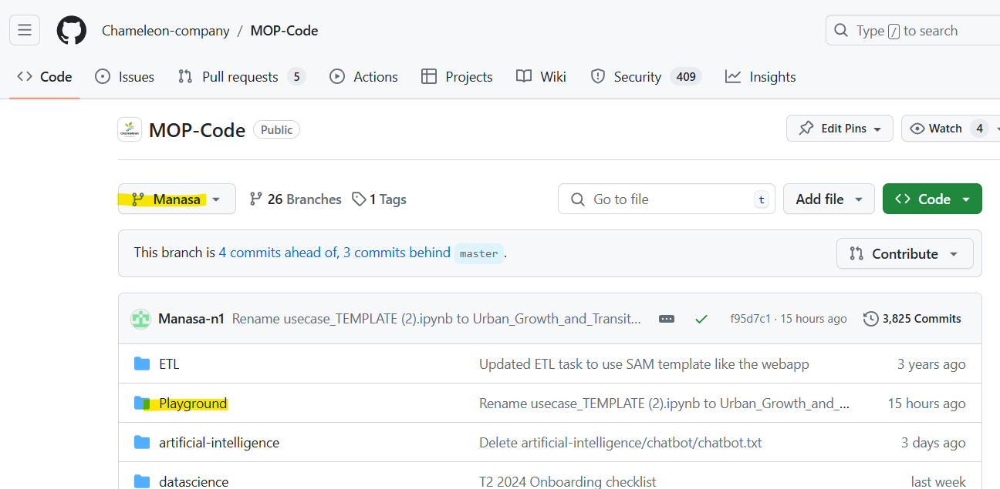 Chameleon-company / MOP-Code
Type / to search
Code Issues Pull requests 5 Actions Projects Wiki Security 409 Insights
MOP-Code Public
Edit Pins Watch 4
Manasa 26 Branches 1 Tags Go to file t Add file Code
This branch is 4 commits ahead of, 3 commits behind master .
Contribute
Manasa-n1 Rename usecase_TEMPLATE (2).ipynb to Urban_Growth_and_Transit... f95d7c1 · 15 hours ago 3,825 Commits
ETL Updated ETL task to use SAM template like the webapp 3 years ago
Playground Rename usecase_TEMPLATE (2).ipynb to Urban_Growth_and_... 15 hours ago
artificial-intelligence Delete artificial-intelligence/chatbot/chatbot.txt 3 days ago
datascience T2 2024 Onboarding checklist last week